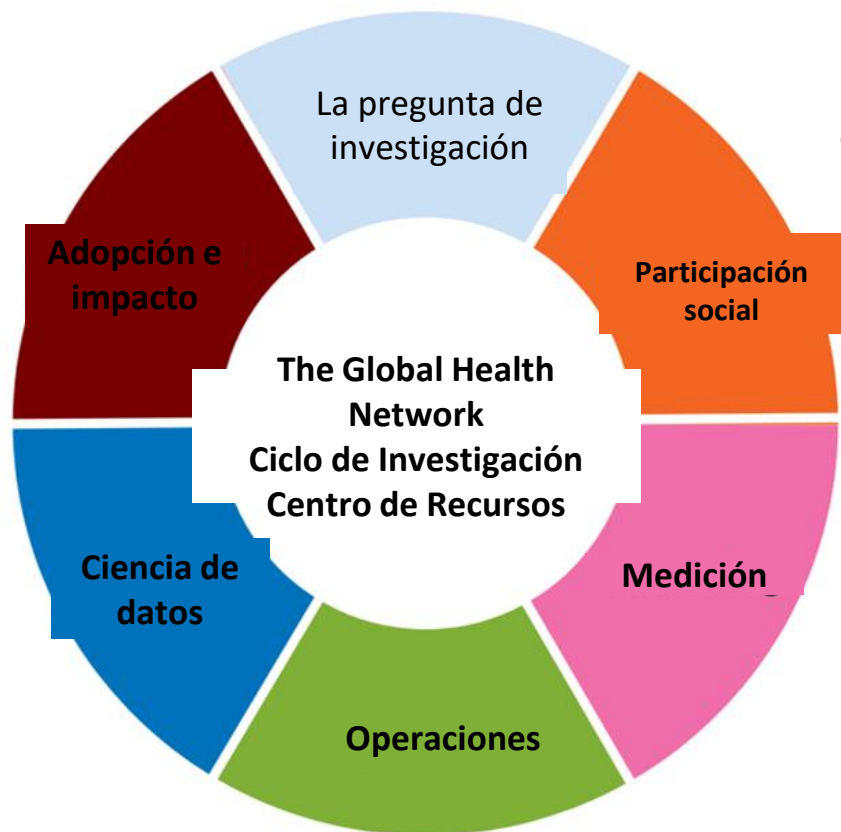 La pregunta de
investigación
Participación
social
Medición
Operaciones
Ciencia de
datos
Adopción e
impacto
The Global Health
Network
Ciclo de Investigación
Centro de Recursos